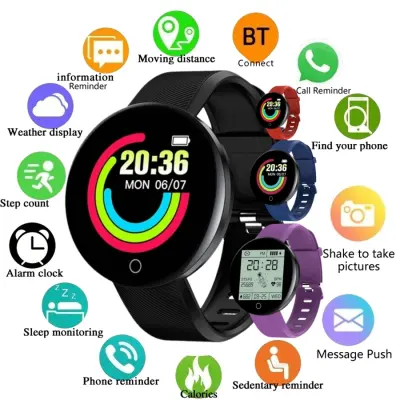 Moving distance
BT
Connect
information
Reminder
Call Reminder
Weather display
Find your phone
20:36
MON 06/07
Step count
Shake to take
pictures
Alarm clock
20:28
Sleep monitoring
Message Push
Phone reminder
Calories
Sedentary reminder